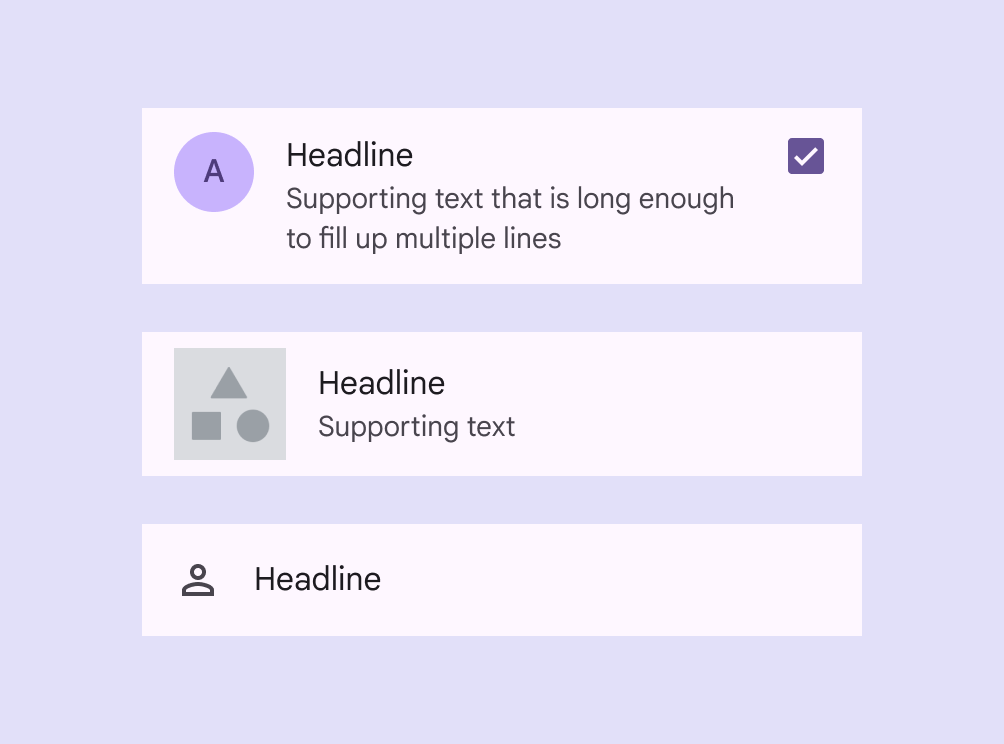 A
Headline
Supporting text that is long enough
to fill up multiple lines
Headline
Supporting text
Headline